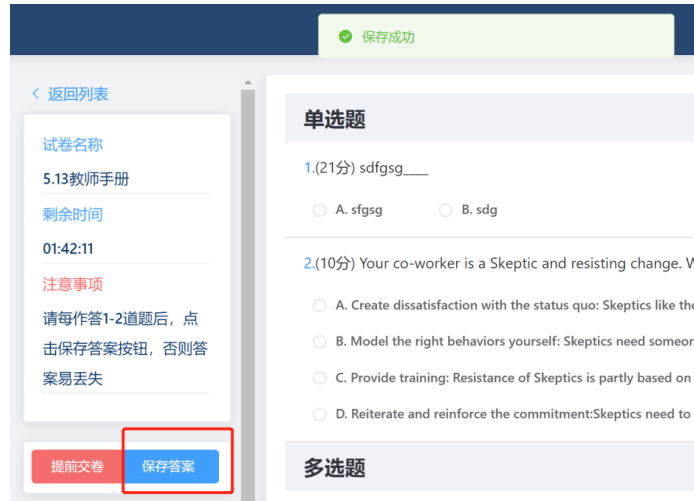 保存成功
返回列表
试卷名称
5.13教师手册
剩余时间
01:42:11
注意事项
请每作答1-2道题后，点
击保存答案按钮，否则答
案易丢失
提前交卷
保存答案
单选题
1.(21分) sdfgsg____
A. sfgsg B. sdg
2.(10分) Your co-worker is a Skeptic and resisting change.
A. Create dissatisfaction with the status quo: Skeptics like
B. Model the right behaviors yourself: Skeptics need
C. Provide training: Resistance of Skeptics is partly based on
D. Reiterate and reinforce the commitment:Skeptics need to
多选题